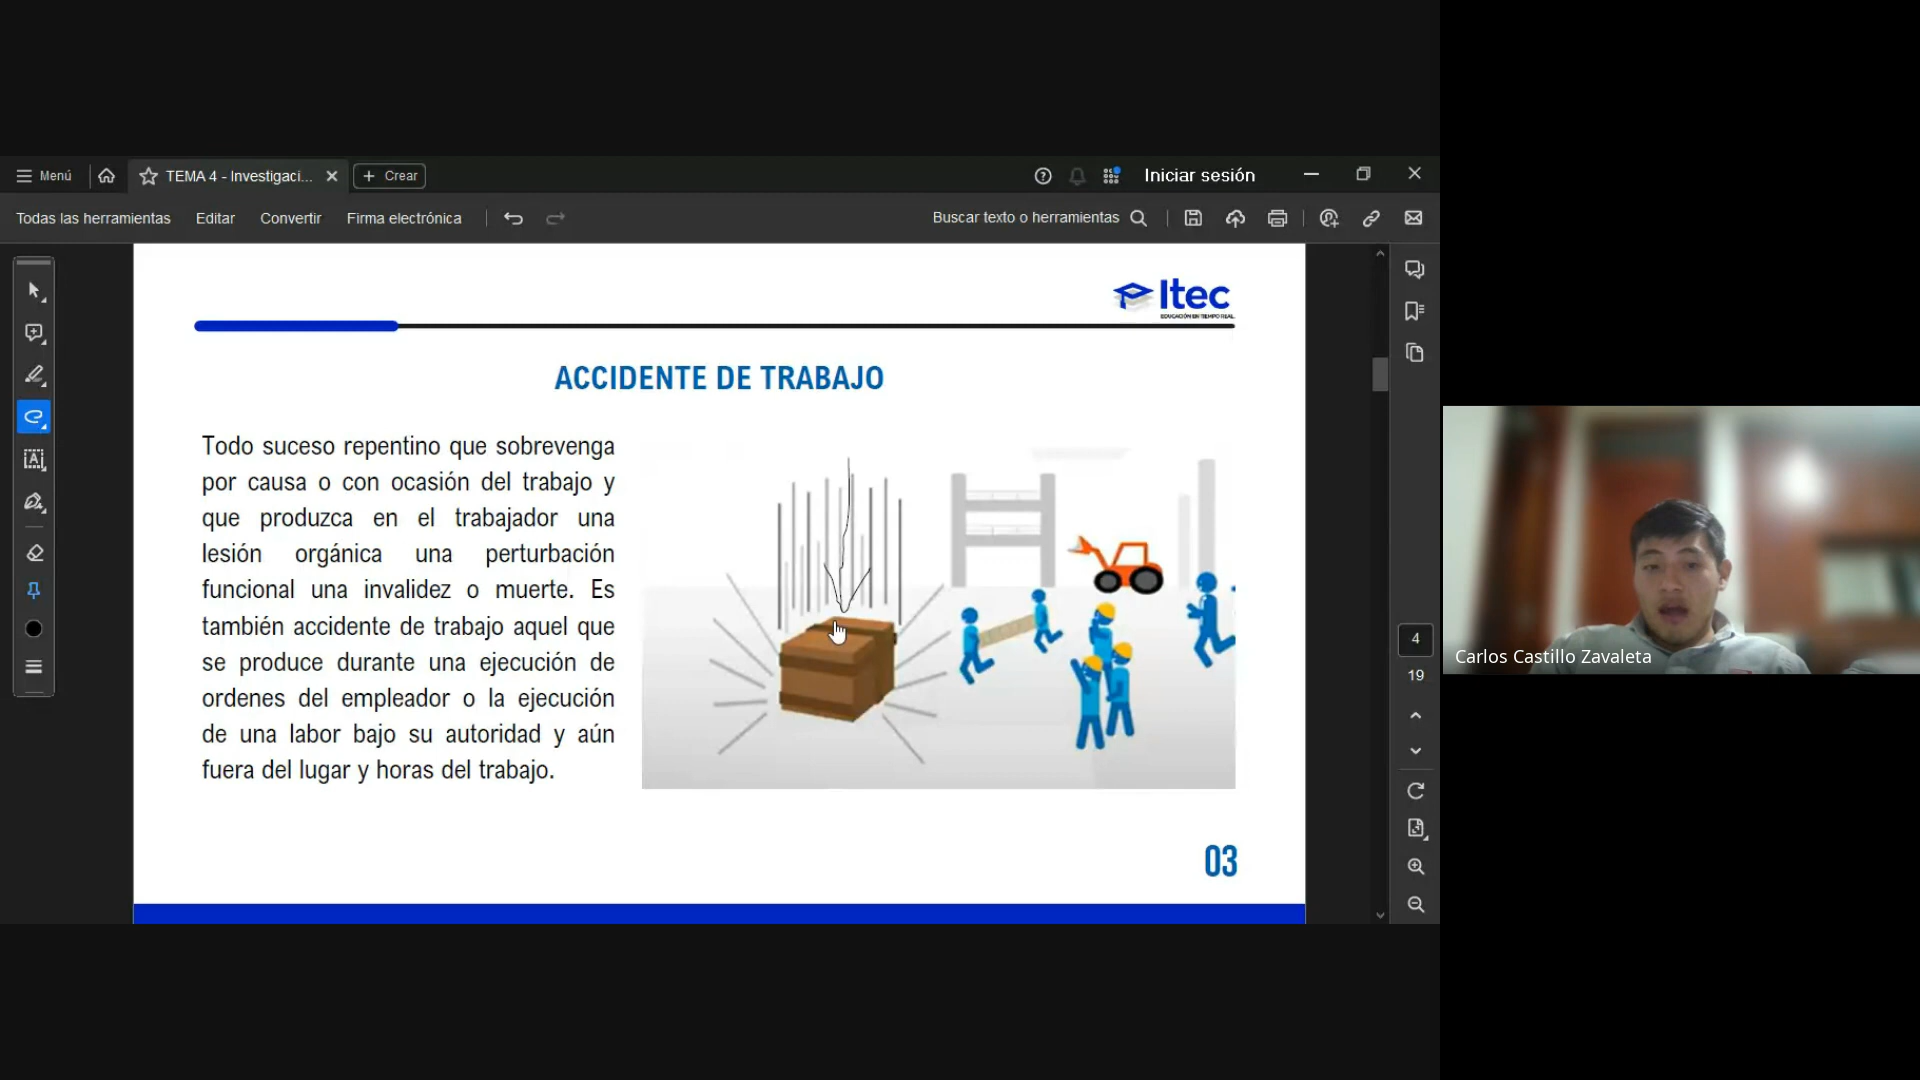 Menú
TEMA 4 - Investigaci...
Crear
Iniciar sesión
Todas las herramientas
Editar
Convertir
Firma electrónica
Buscar texto o herramientas
Itec
EDUCACIÓN EN TIEMPO REAL
ACCIDENTE DE TRABAJO
Todo suceso repentino que sobrevenga
por causa o con ocasión del trabajo y
que produzca en el trabajador una
lesión orgánica una perturbación
funcional una invalidez o muerte. Es
también accidente de trabajo aquel que
se produce durante una ejecución de
ordenes del empleador o la ejecución
de una labor bajo su autoridad y aún
fuera del lugar y horas del trabajo.
03
4
19
Carlos Castillo Zavaleta